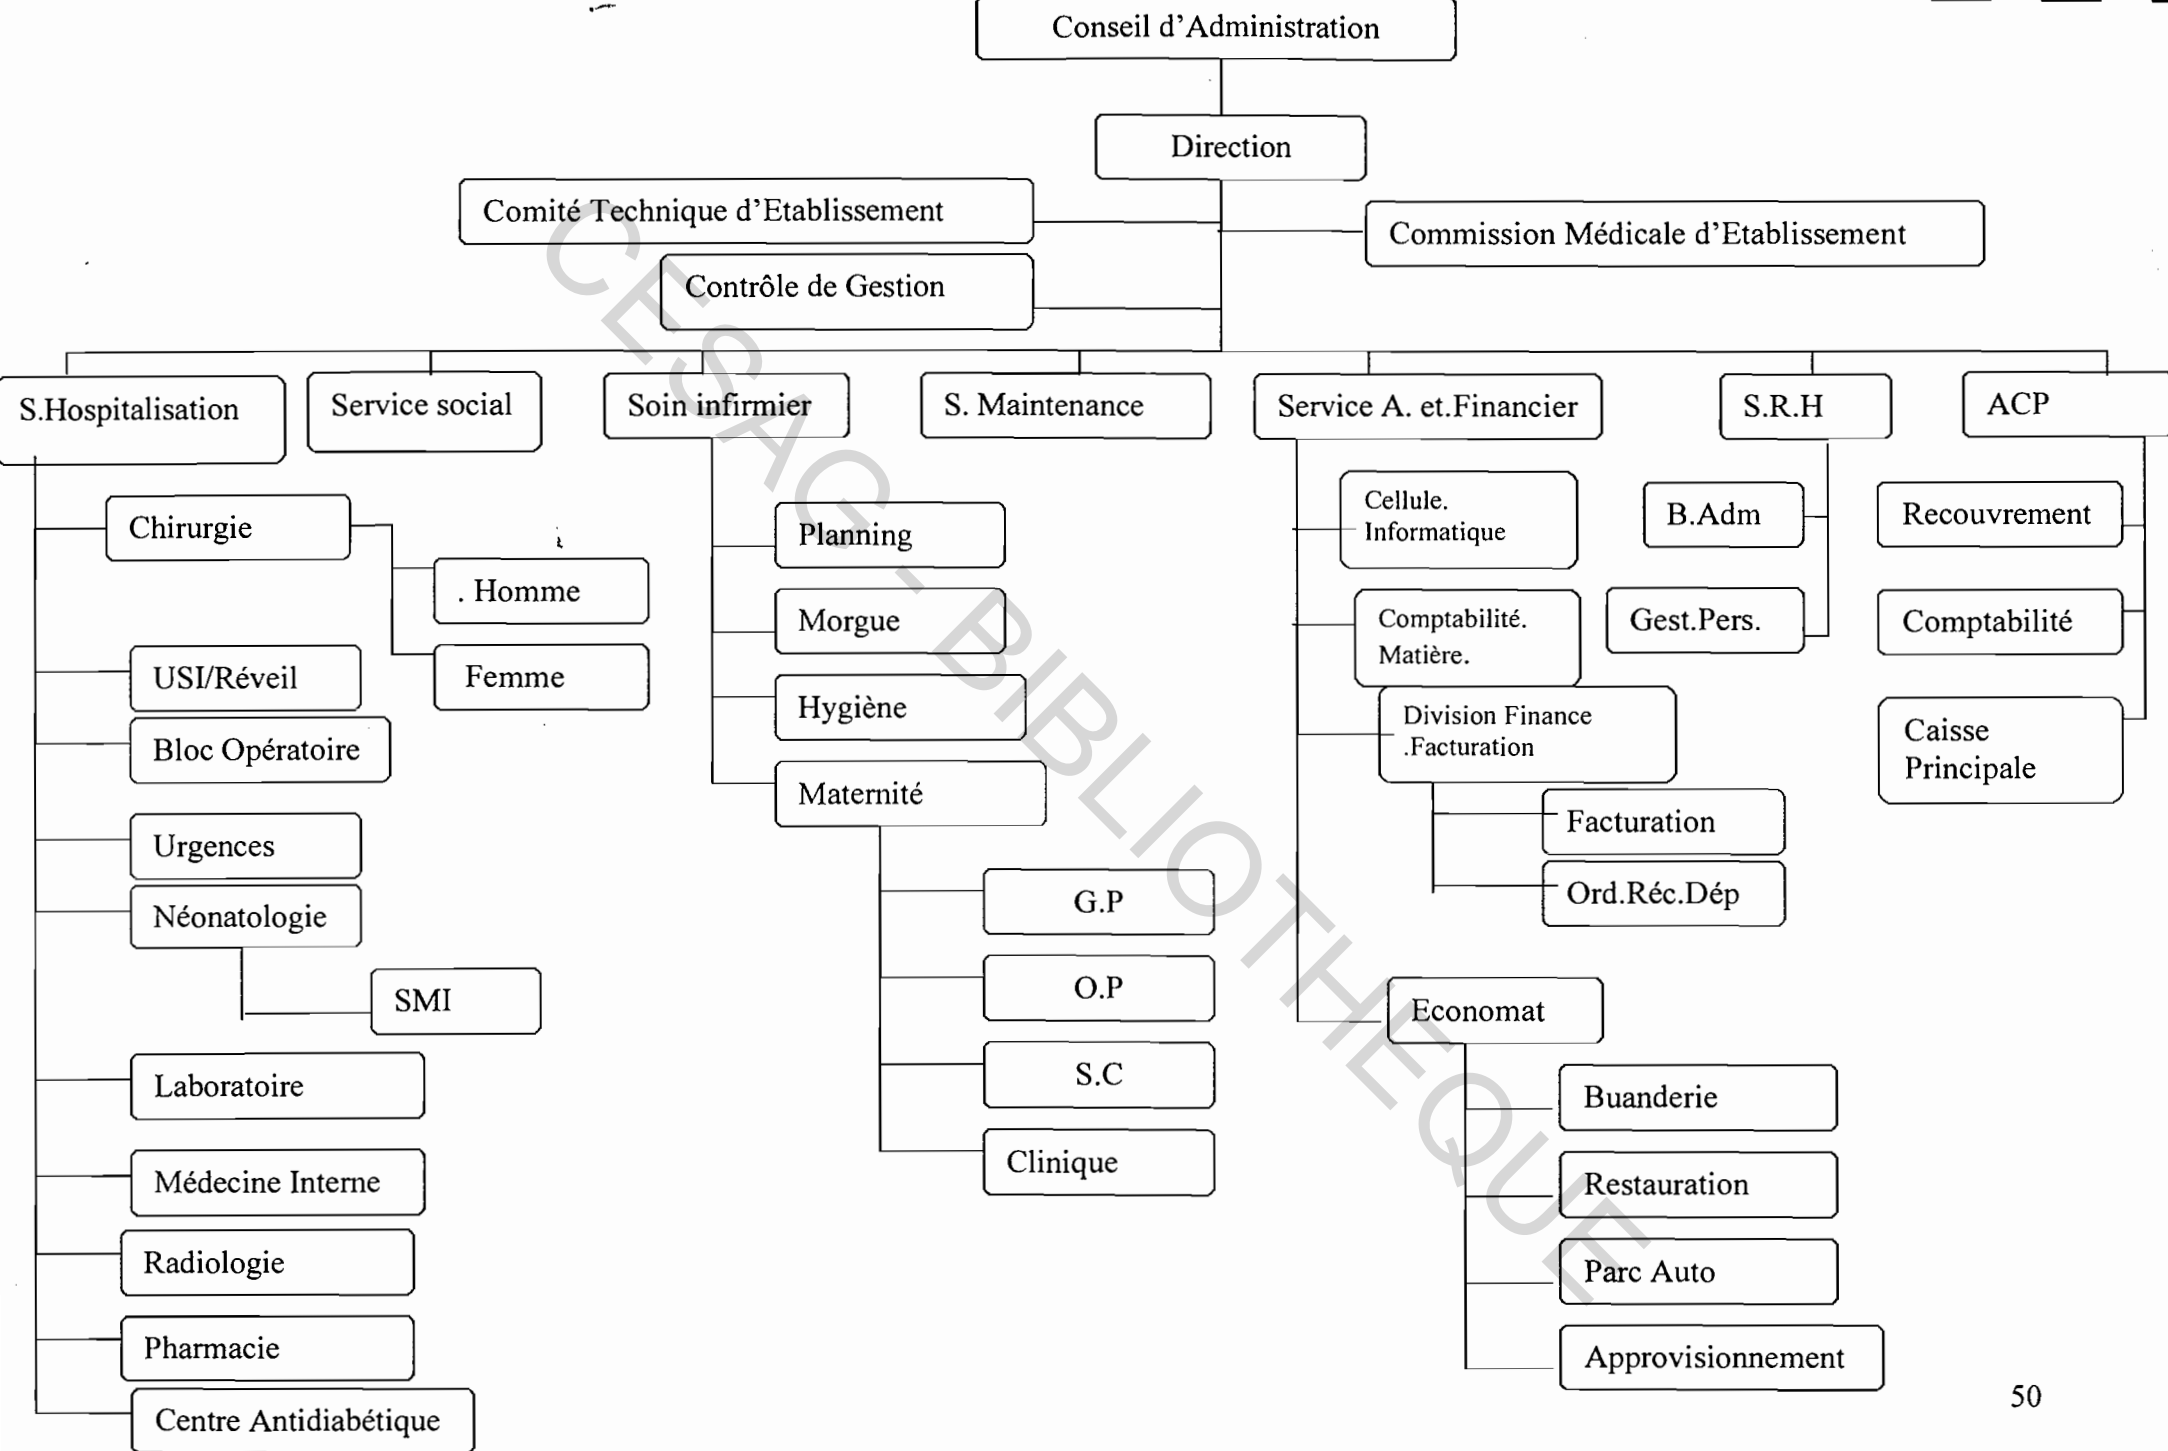 Conseil d'Administration
Direction
Comité Technique d'Etablissement
Commission Médicale d'Etablissement
Contrôle de Gestion
S.Hospitalisation
Service social
Soin infirmier
S. Maintenance
Service A. et.Financier
S.R.H
ACP
Chirurgie
. Homme
Femme
USI/Réveil
Bloc Opératoire
Urgences
Néonatologie
SMI
Laboratoire
Médecine Interne
Radiologie
Pharmacie
Centre Antidiabétique
Planning
Morgue
Hygiène
Maternité
G.P
O.P
S.C
Clinique
Cellule.
Informatique
Comptabilité.
Matière.
Division Finance
.Facturation
Facturation
Ord.Réc.Dép
Economat
Buanderie
Restauration
Parc Auto
Approvisionnement
B.Adm
Gest.Pers.
Recouvrement
Comptabilité
Caisse
Principale
CESAG - BIBLIOTHEQUE
50